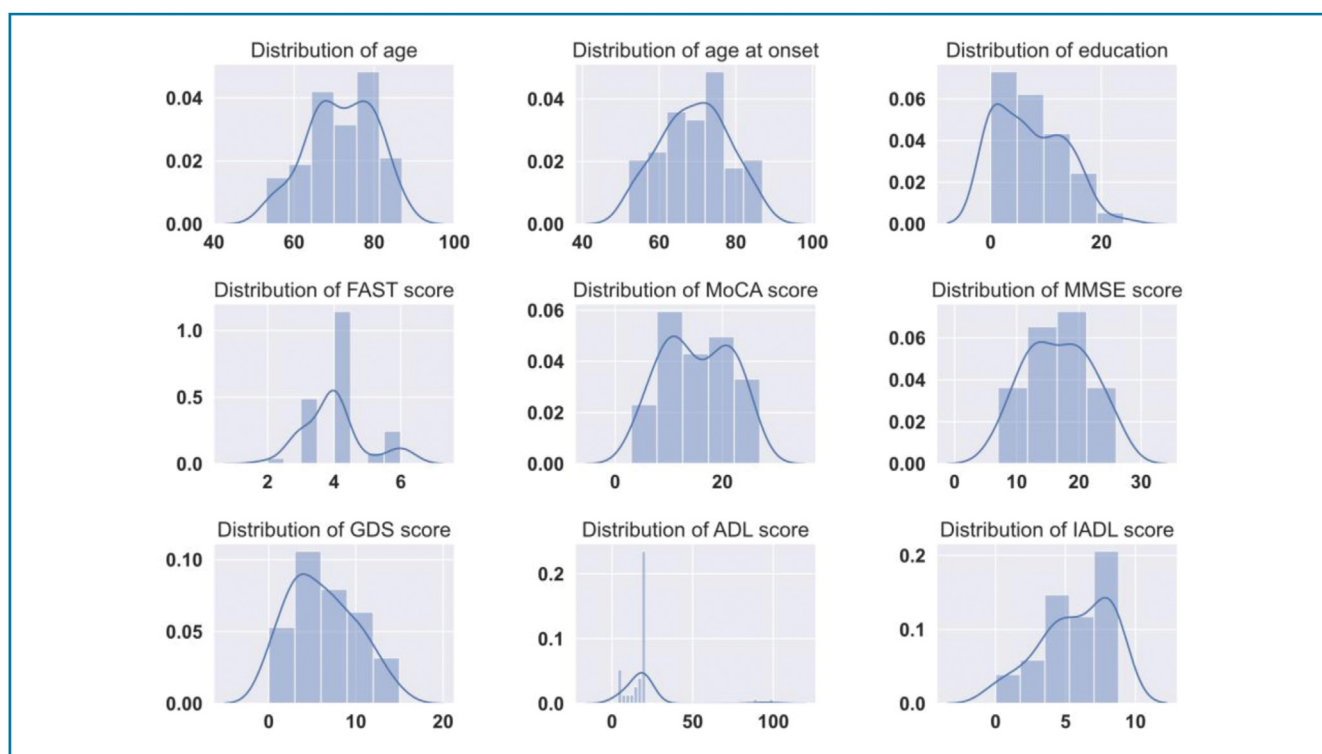 Distribution of age
0.04
0.02
0.00
40 60 80 100
Distribution of age at onset
0.04
0.02
0.00
40 60 80 100
Distribution of education
0.06
0.04
0.02
0.00
0 20
Distribution of FAST score
1.0
0.5
0.0
2 4 6
Distribution of MoCA score
0.06
0.04
0.02
0.00
0 20
Distribution of MMSE score
0.06
0.04
0.02
0.00
0 10 20 30
Distribution of GDS score
0.10
0.05
0.00
0 10 20
Distribution of ADL score
0.2
0.1
0.0
0 50 100
Distribution of IADL score
0.2
0.1
0.0
0 5 10